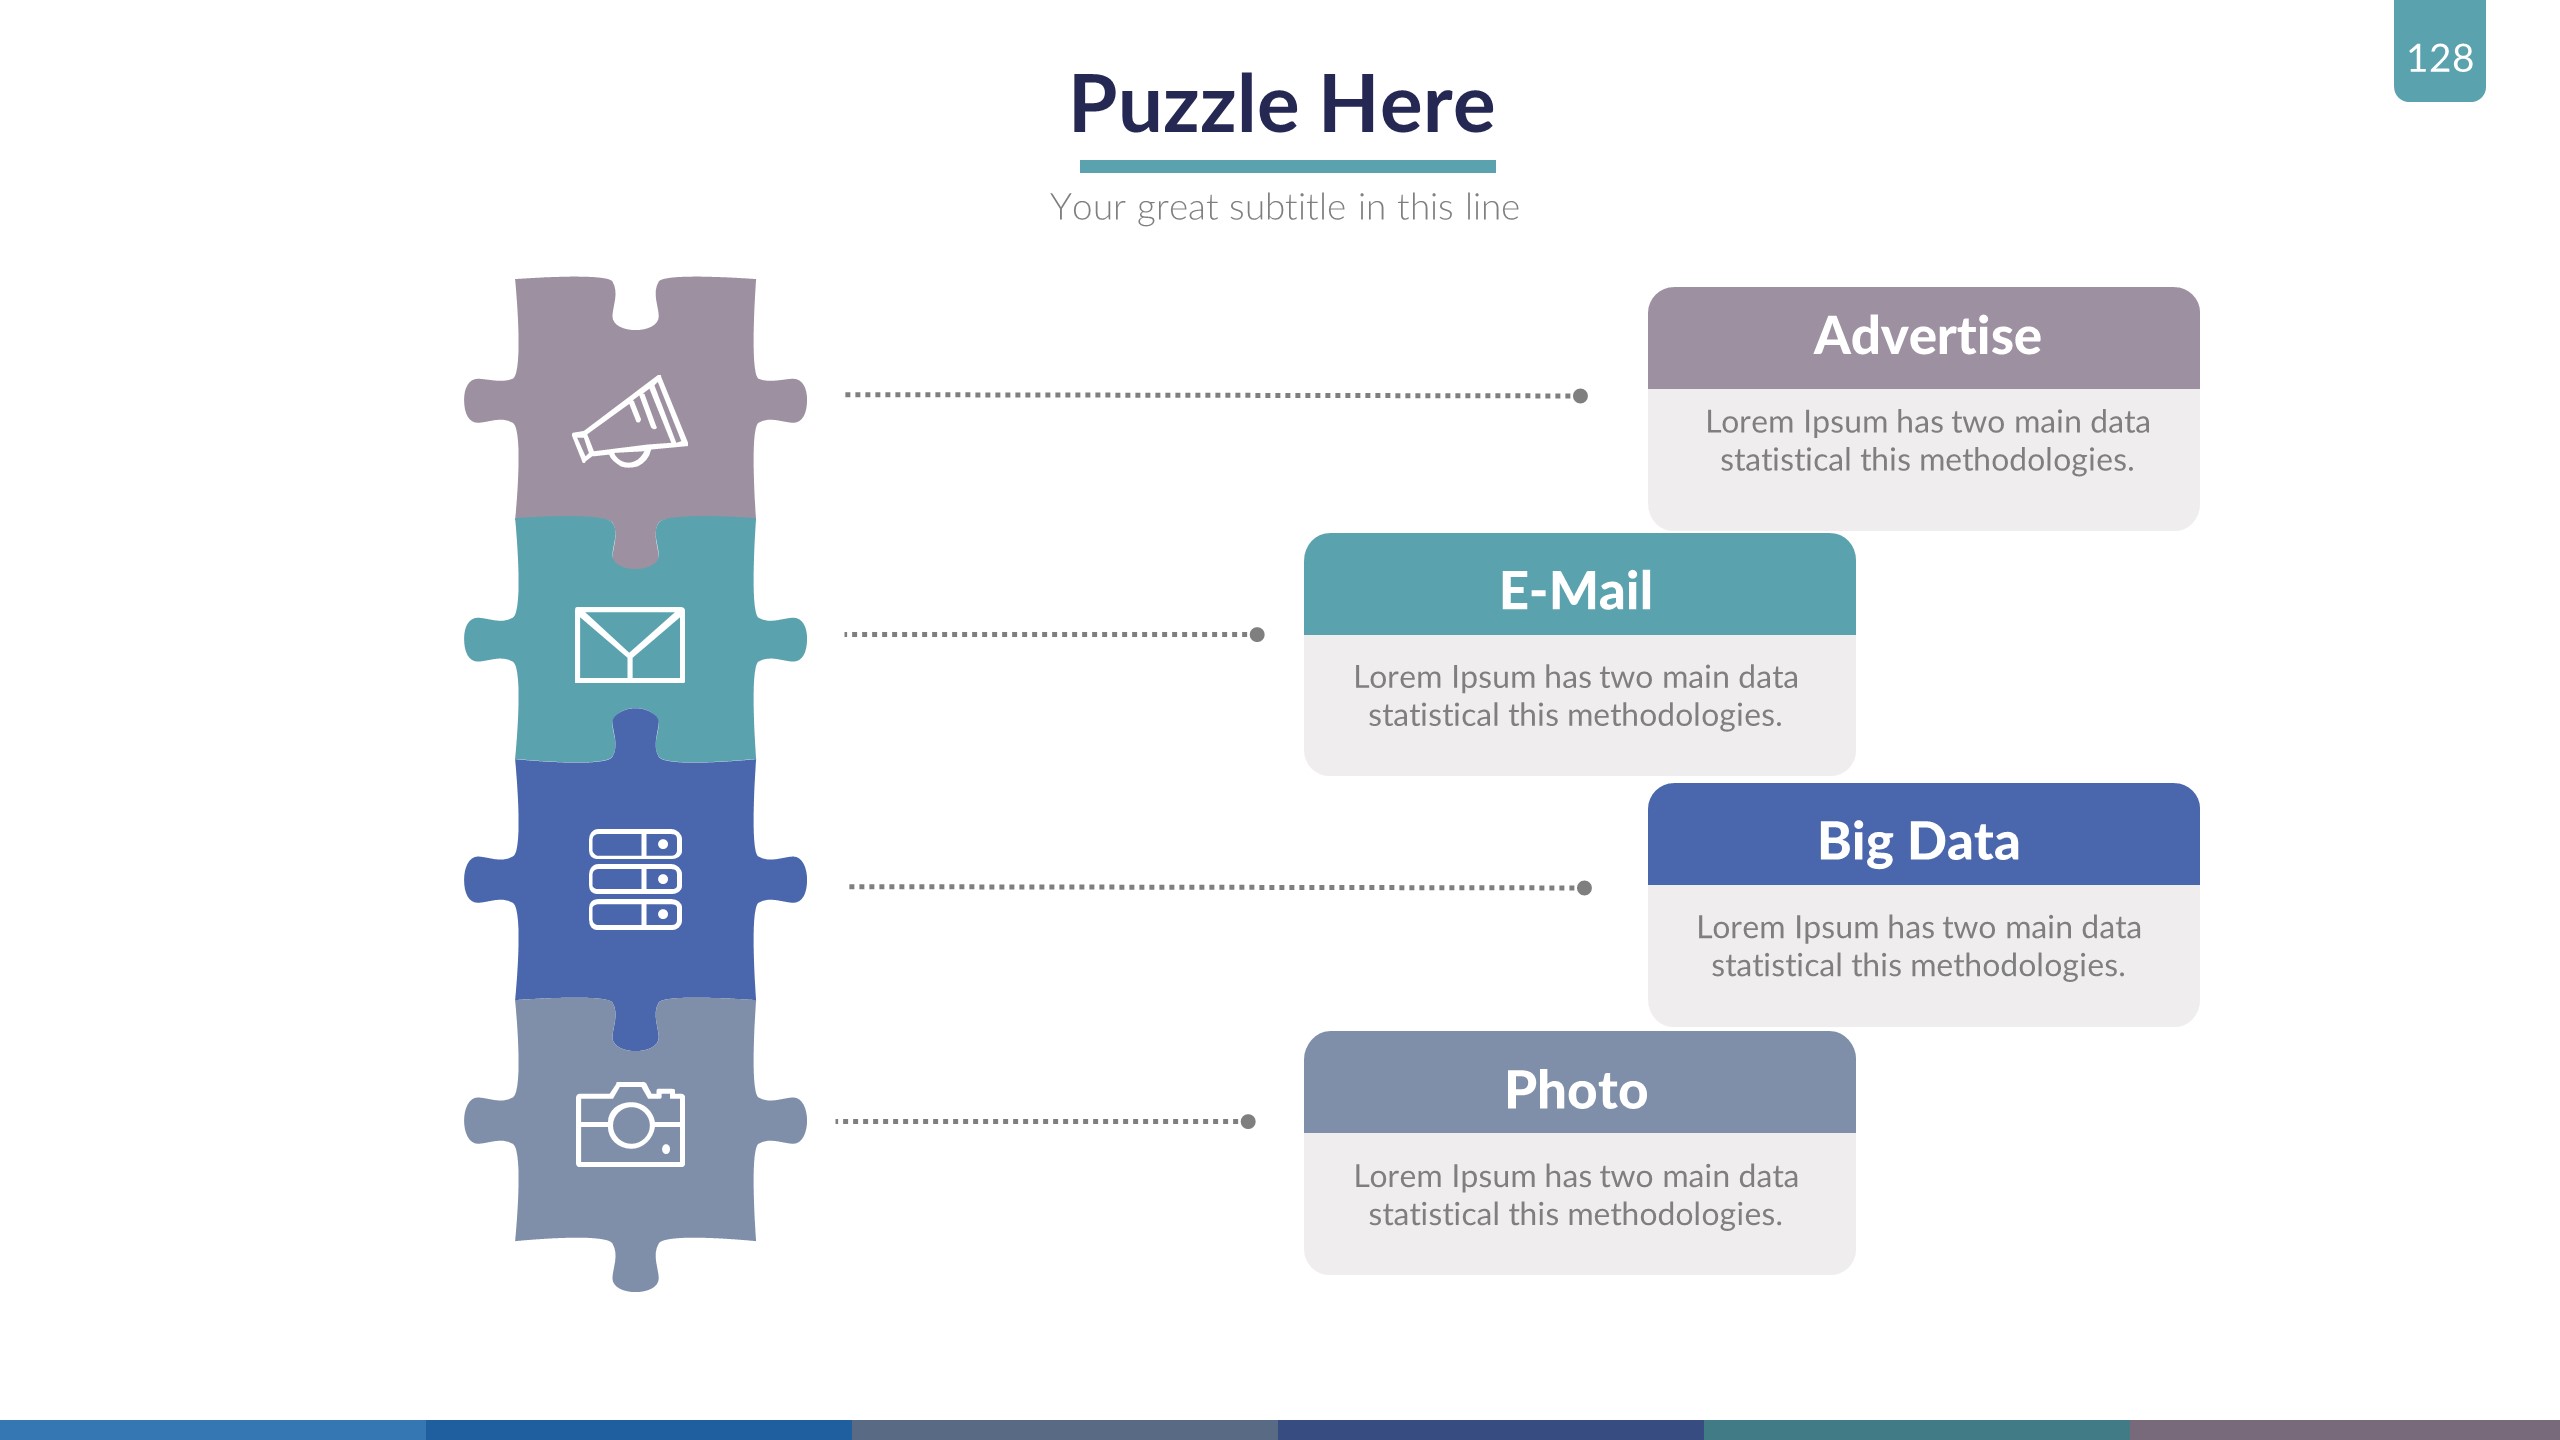 128
Puzzle Here
Your great subtitle in this line
Advertise
Lorem Ipsum has two main data
statistical this methodologies.
E-Mail
Lorem Ipsum has two main data
statistical this methodologies.
Big Data
Lorem Ipsum has two main data
statistical this methodologies.
Photo
Lorem Ipsum has two main data
statistical this methodologies.